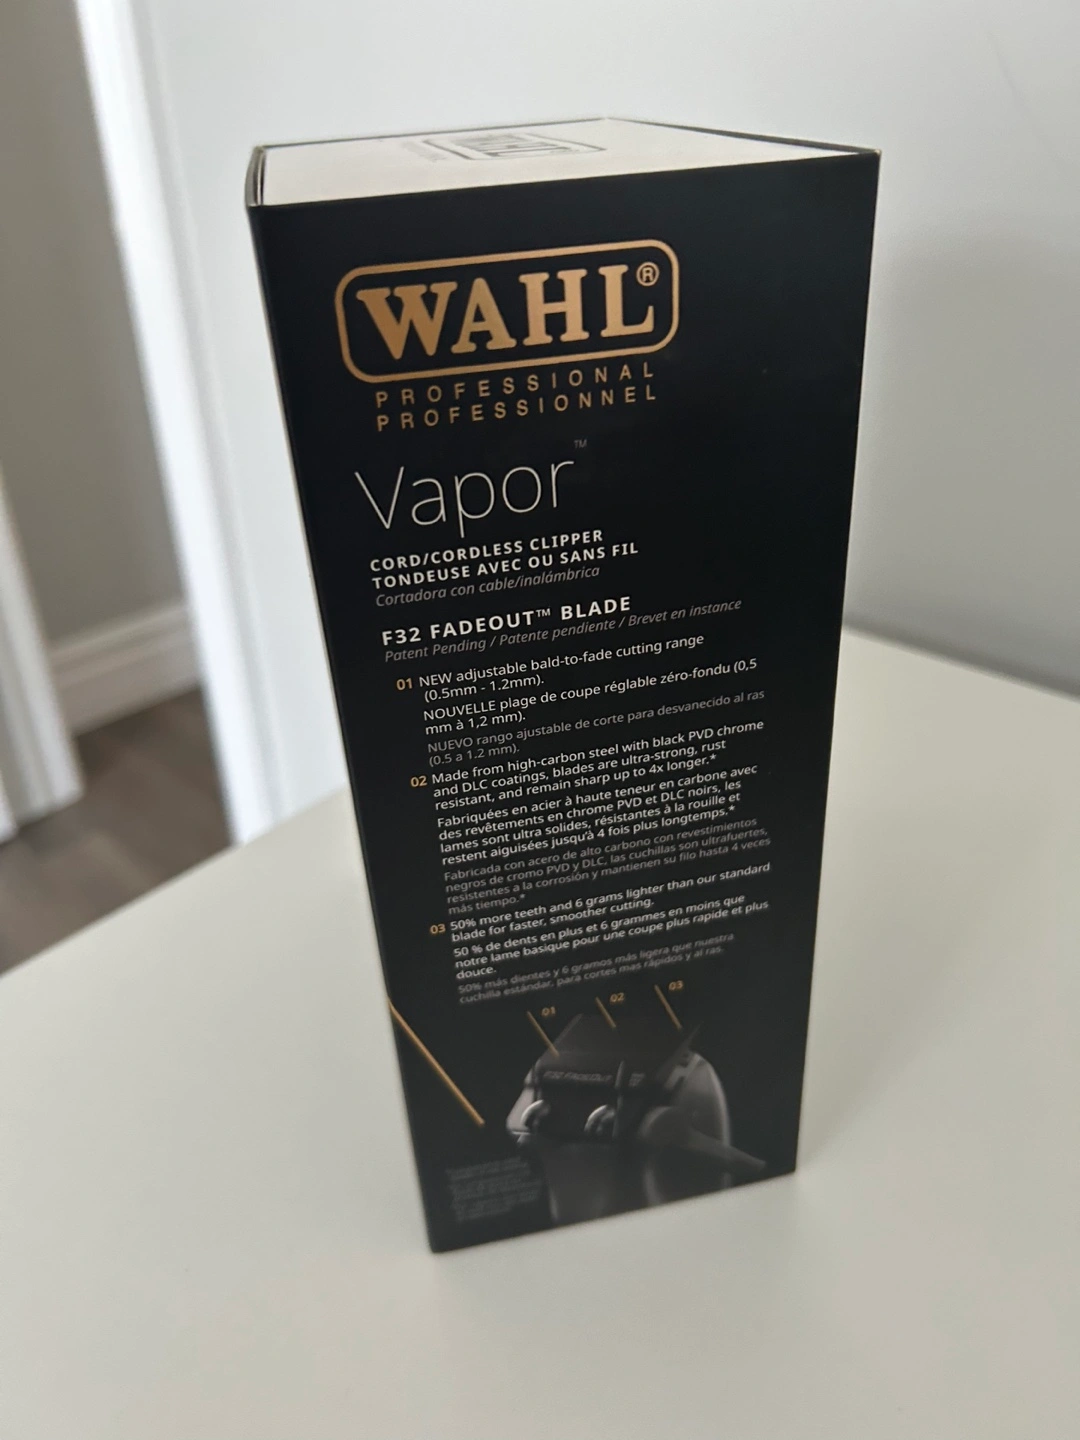 WAHL®
PROFESSIONAL
PROFESSIONNEL
Vapor™
CORD/CORDLESS CLIPPER
TONDEUSE AVEC OU SANS FIL
Cortadora con cable/inalámbrica
F32 FADEOUT™ BLADE
Patent Pending / Patente pendiente / Brevet en instance
01 NEW adjustable bald-to-fade cutting range
(0.5mm - 1.2mm).
NOUVELLE plage de coupe réglable zéro-fondu (0,5
mm à 1,2 mm).
NUEVO rango ajustable de corte para desvanecido al ras
(0.5 a 1.2 mm).
02 Made from high-carbon steel with black PVD chrome
and DLC coatings, blades are ultra-strong, rust
resistant, and remain sharp up to 4x longer.*
Fabriquées en acier à haute teneur en carbone avec
des revêtements en chrome PVD et DLC noirs, les
lames sont ultra solides, résistantes à la rouille et
restent aiguisées jusqu'à 4 fois plus longtemps.*
Fabricada con acero de alto carbono con revestimientos
negros de cromo PVD y DLC, las cuchillas son ultrafuertes,
resistentes a la corrosión y mantienen su filo hasta 4 veces
más tiempo.*
03 50% more teeth and 6 grams lighter than our standard
blade for faster, smoother cutting.
50 % de dents en plus et 6 grammes en moins que
notre lame basique pour une coupe plus rapide et plus
douce.
50% más dientes y 6 gramos más ligera que nuestra
cuchilla estándar, para cortes mas rápidos y al ras.
01 02 03
F32 FADEOUT